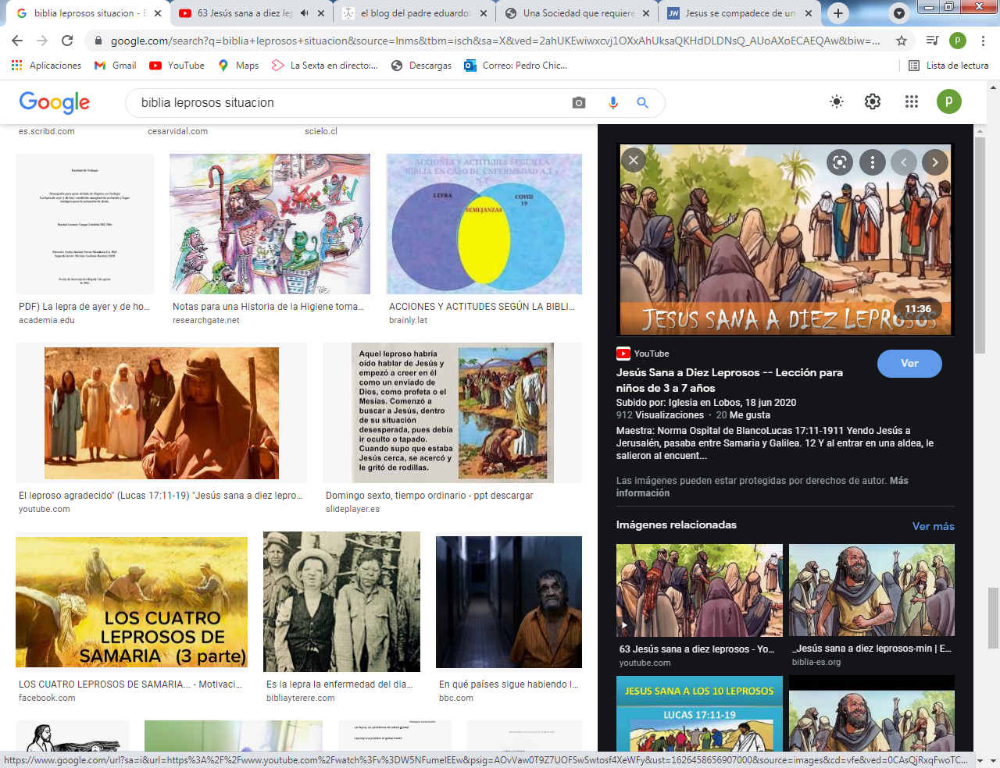 biblia leprosos situacion - B
63 Jesús sana a diez lep
el blog del padre eduardo:
Una Sociedad que requiere
Jesus se compadece de un
google.com/search?q=biblia+leprosos+situacion&source=lnms&tbm=isch&sa=X&ved=2ahUKEwiwxcvj1OXxAhUksaQKHdDLDNsQ_AUoAXoECAEQAw&biw=...
p
Aplicaciones
Gmail
YouTube
Maps
La Sexta en directo:...
Descargas
Correo: Pedro Chic...
Lista de lectura
Google
biblia leprosos situacion
p
es.scribd.com
cesarvidal.com
scielo.cl
Facultad de Teología
ACCIONES Y ACTITUDES SEGÚN LA
BIBLIA EN CASO DE ENFERMEDAD A.T y
N.T
LEPRA
COVID
19
SEMEJANZAS
PDF) La lepra de ayer y de ho...
academia.edu
Notas para una Historia de la Higiene toma...
researchgate.net
ACCIONES Y ACTITUDES SEGÚN LA BIBLI...
brainly.lat
Aquel leproso habría
oído hablar de Jesús y
empezó a creer en él
como un enviado de
Dios, como profeta o el
Mesías. Comenzó a
buscar a Jesús, dentro
de su situación
desesperada, pues debía
ir oculto o tapado.
Cuando supo que estaba
Jesús cerca, se acercó y
le gritó de rodillas.
El leproso agradecido" (Lucas 17:11-19) "Jesús sana a diez lepro...
youtube.com
Domingo sexto, tiempo ordinario - ppt descargar
slideplayer.es
LOS CUATRO
LEPROSOS DE
SAMARIA (3 parte)
LOS CUATRO LEPROSOS DE SAMARIA... - Motivaci...
facebook.com
Es la lepra la enfermedad del dia...
bibliayterere.com
En qué países sigue habiendo l...
bbc.com
La lepra, un problema de salud global
JESUS SANA A DIEZ LEPROSOS
11:36
YouTube
Ver
Jesús Sana a Diez Leprosos -- Lección para
niños de 3 a 7 años
Subido por: Iglesia en Lobos, 18 jun 2020
912 Visualizaciones · 20 Me gusta
Maestra: Norma Ospital de BlancoLucas 17:11-1911 Yendo Jesús a
Jerusalén, pasaba entre Samaria y Galilea. 12 Y al entrar en una aldea, le
salieron al encuent...
Las imágenes pueden estar protegidas por derechos de autor. Más
información
Imágenes relacionadas
Ver más
63 Jesús sana a diez leprosos - Yo...
youtube.com
_Jesús sana a diez leprosos-min | E...
biblia-es.org
JESUS SANA A LOS 10 LEPROSOS
LUCAS 17:11-19
https://www.google.com/url?sa=i&url=https%3A%2F%2Fwww.youtube.com%2Fwatch%3Fv%3DW5NFumeIEEw&psig=AOvVaw0T9Z7UOFSwSwtosf4XeWFy&ust=1626458656907000&source=images&cd=vfe&ved=0CAsQjRxqFwoTC...